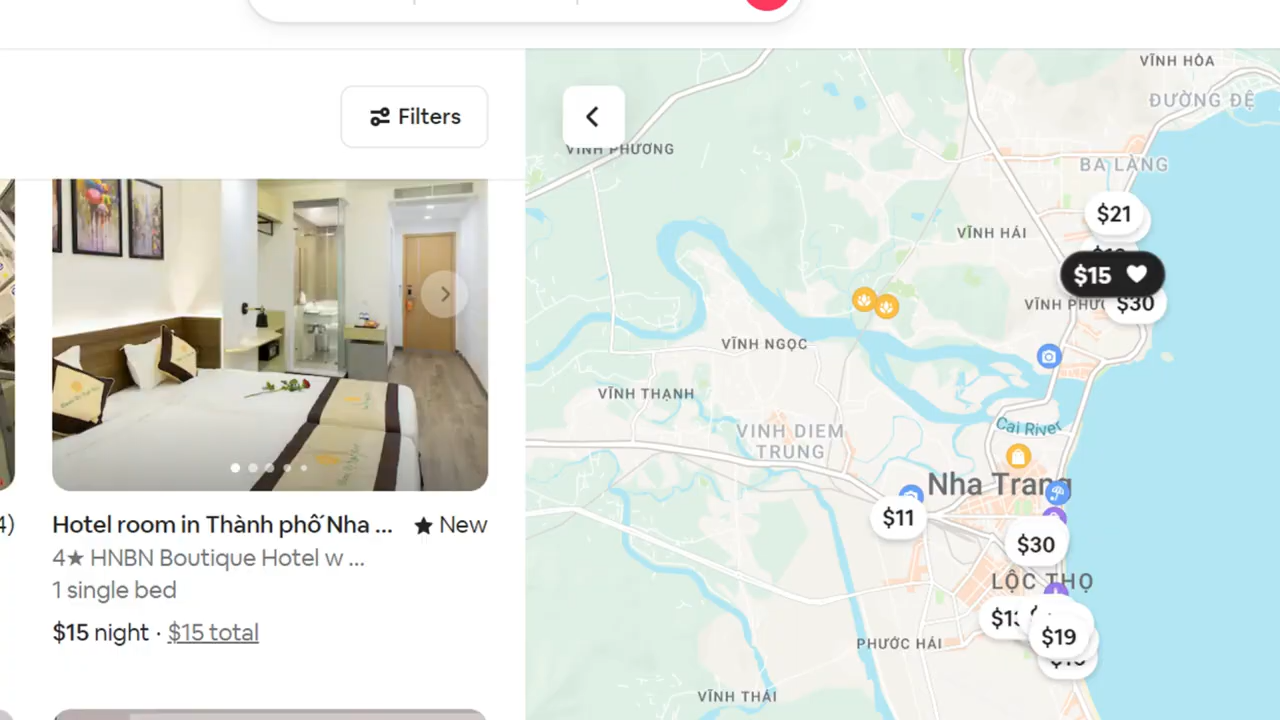 Filters
4)
Hotel room in Thành phố Nha ...
★ New
4★ HNBN Boutique Hotel w ...
1 single bed
$15 night · $15 total
VĨNH HÒA
ĐƯỜNG ĐỆ
VĨNH PHƯƠNG
BA LÀNG
$21
VĨNH HẢI
$15
$30
VĨNH NGỌC
VĨNH THẠNH
Cai River
VINH DIEM
TRUNG
Nha Trang
$11
$30
LỘC THỌ
$19
PHƯỚC HẢI
VĨNH THÁI